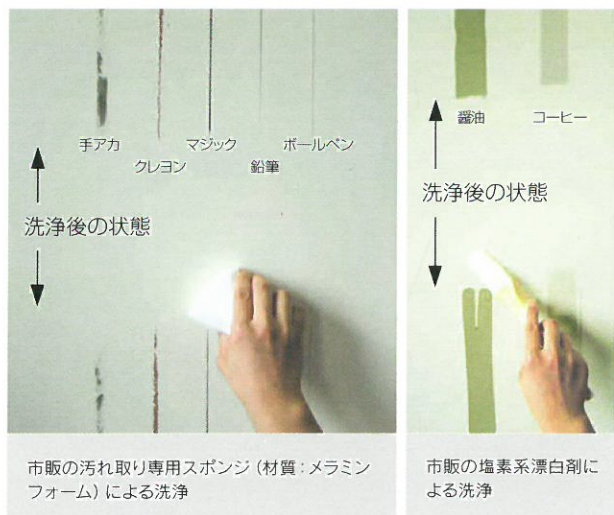 手アカ
クレヨン
マジック
鉛筆
ボールペン
洗浄後の状態
市販の汚れ取り専用スポンジ（材質：メラミン
フォーム）による洗浄
醤油
コーヒー
洗浄後の状態
市販の塩素系漂白剤に
よる洗浄